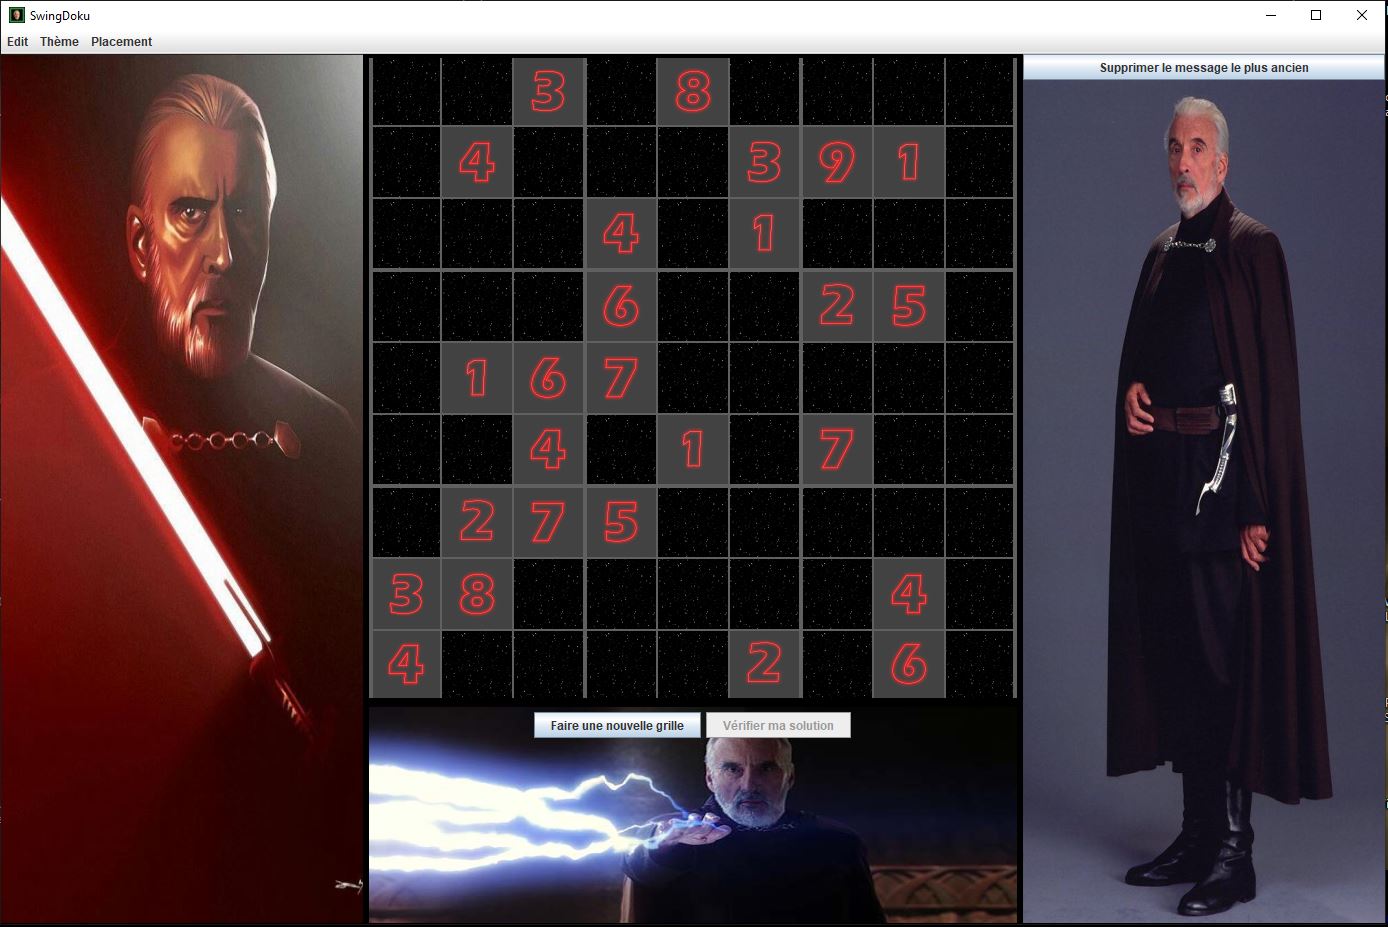 SwingDoku
Edit Thème Placement
Supprimer le message le plus ancien
3 8
4 3 9 1
4 1
6 2 5
1 6 7
4 1 7
2 7 5
3 8 4
4 2 6
Faire une nouvelle grille Vérifier ma solution